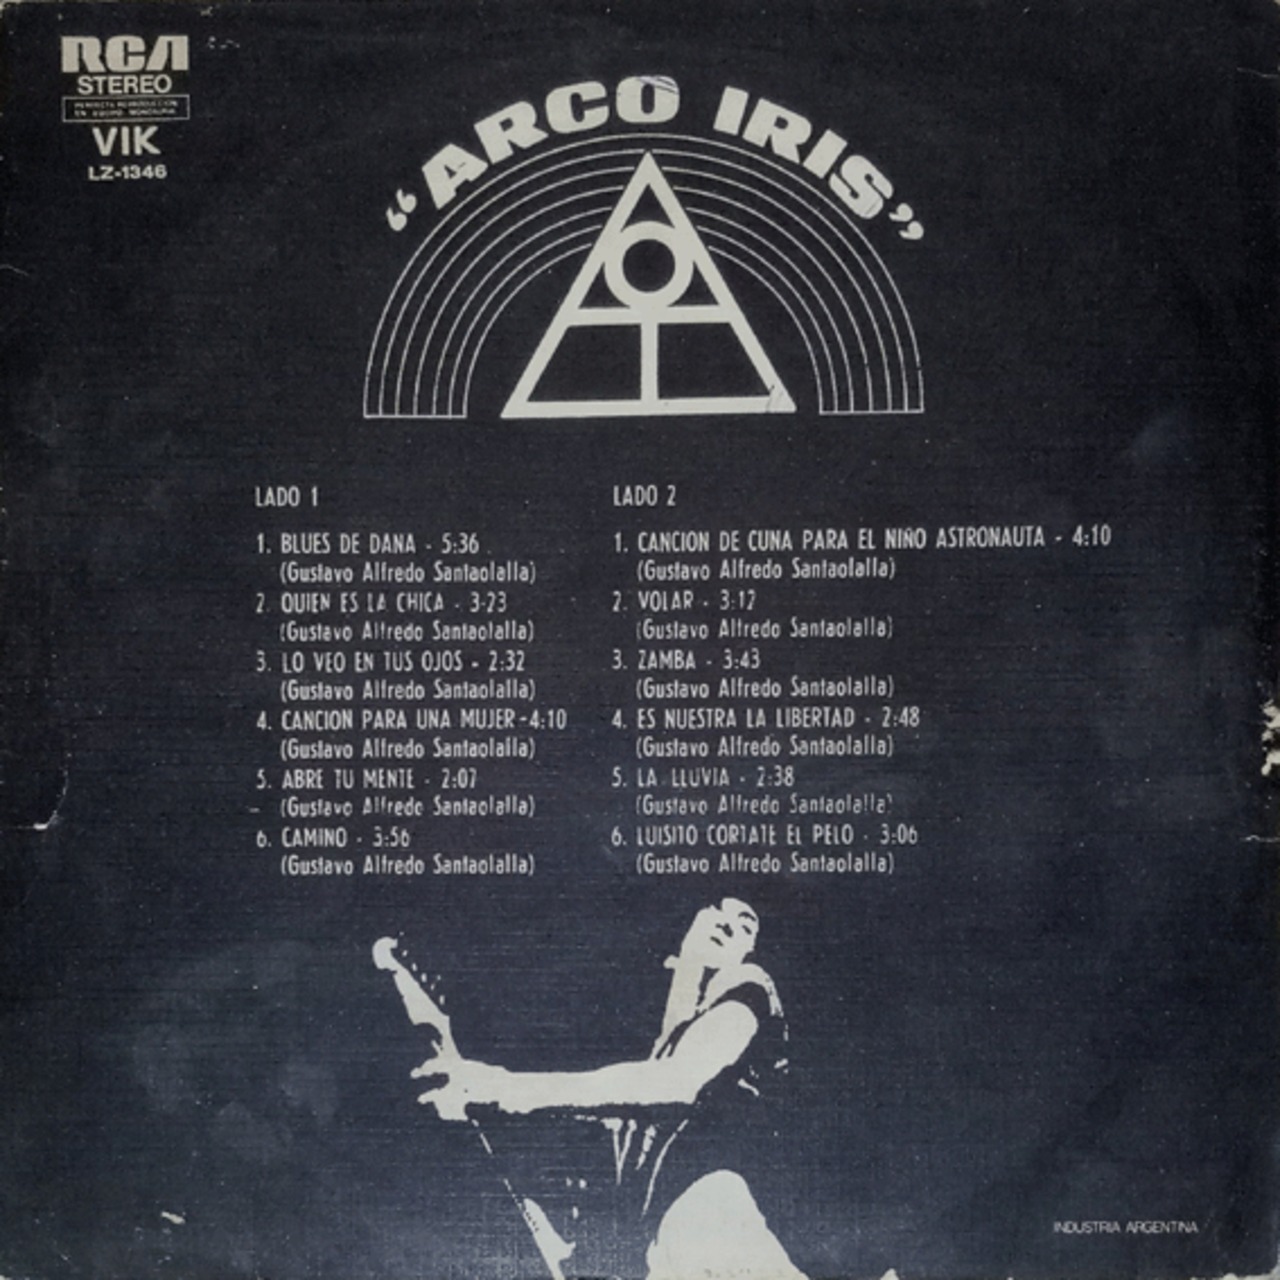 RCA
STEREO
PERFECTA REPRODUCCION
EN EQUIPO MONOAURAL
VIK
LZ-1346
“ARCO IRIS”
LADO 1
1. BLUES DE DANA - 5:36
(Gustavo Alfredo Santaolalla)
2. QUIEN ES LA CHICA - 3:23
(Gustavo Alfredo Santaolalla)
3. LO VEO EN TUS OJOS - 2:32
(Gustavo Alfredo Santaolalla)
4. CANCION PARA UNA MUJER -4:10
(Gustavo Alfredo Santaolalla)
5. ABRE TU MENTE - 2:07
(Gustavo Alfredo Santaolalla)
6. CAMINO - 3:56
(Gustavo Alfredo Santaolalla)
LADO 2
1. CANCION DE CUNA PARA EL NIÑO ASTRONAUTA - 4:10
(Gustavo Alfredo Santaolalla)
2. VOLAR - 3:12
(Gustavo Alfredo Santaolalla)
3. ZAMBA - 3:43
(Gustavo Alfredo Santaolalla)
4. ES NUESTRA LA LIBERTAD - 2:48
(Gustavo Alfredo Santaolalla)
5. LA LLUVIA - 2:38
(Gustavo Alfredo Santaolalla)
6. LUISITO CORTATE EL PELO - 3:06
(Gustavo Alfredo Santaolalla)
INDUSTRIA ARGENTINA